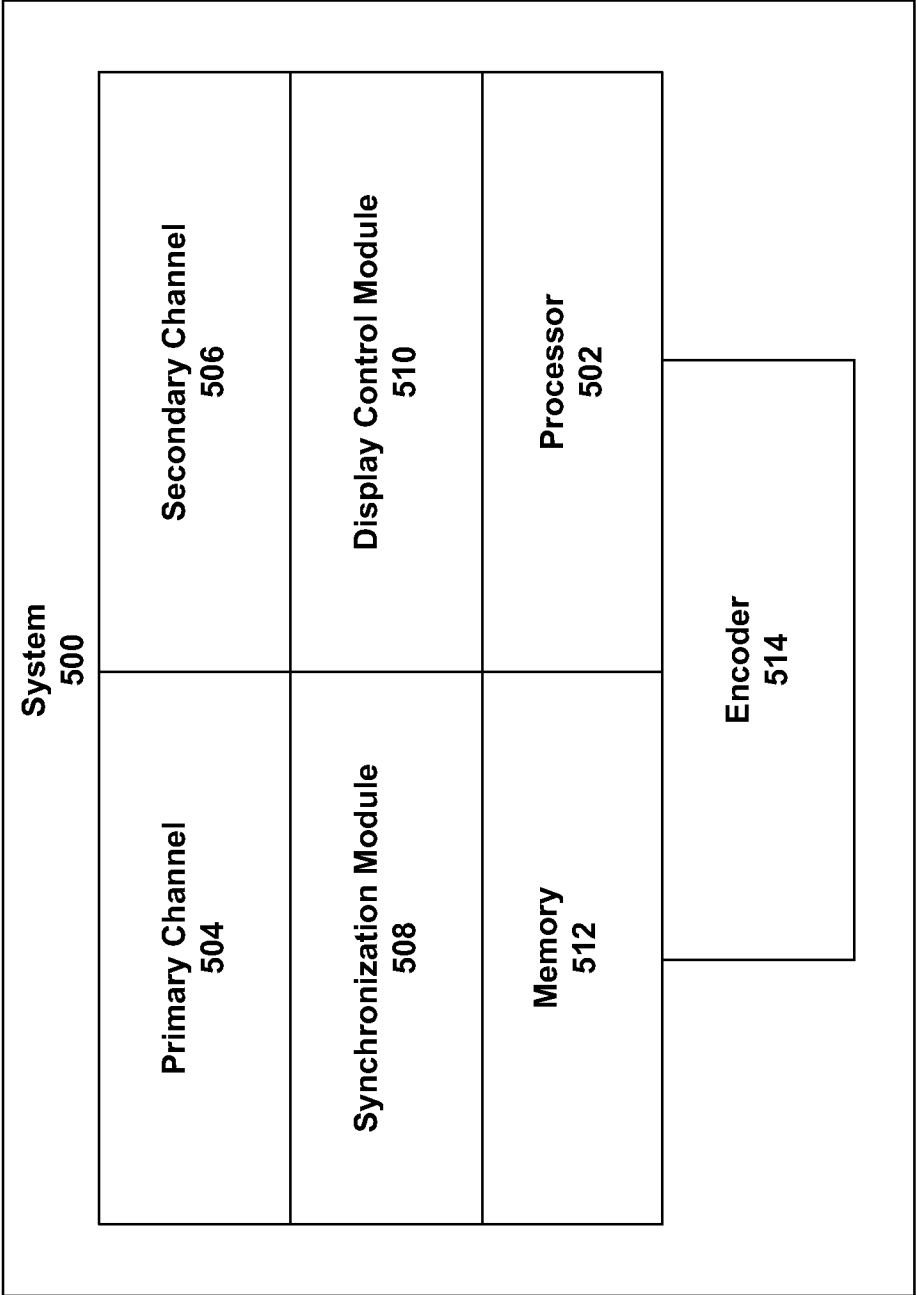 System
500
Primary Channel
504
Secondary Channel
506
Synchronization Module
508
Display Control Module
510
Memory
512
Processor
502
Encoder
514